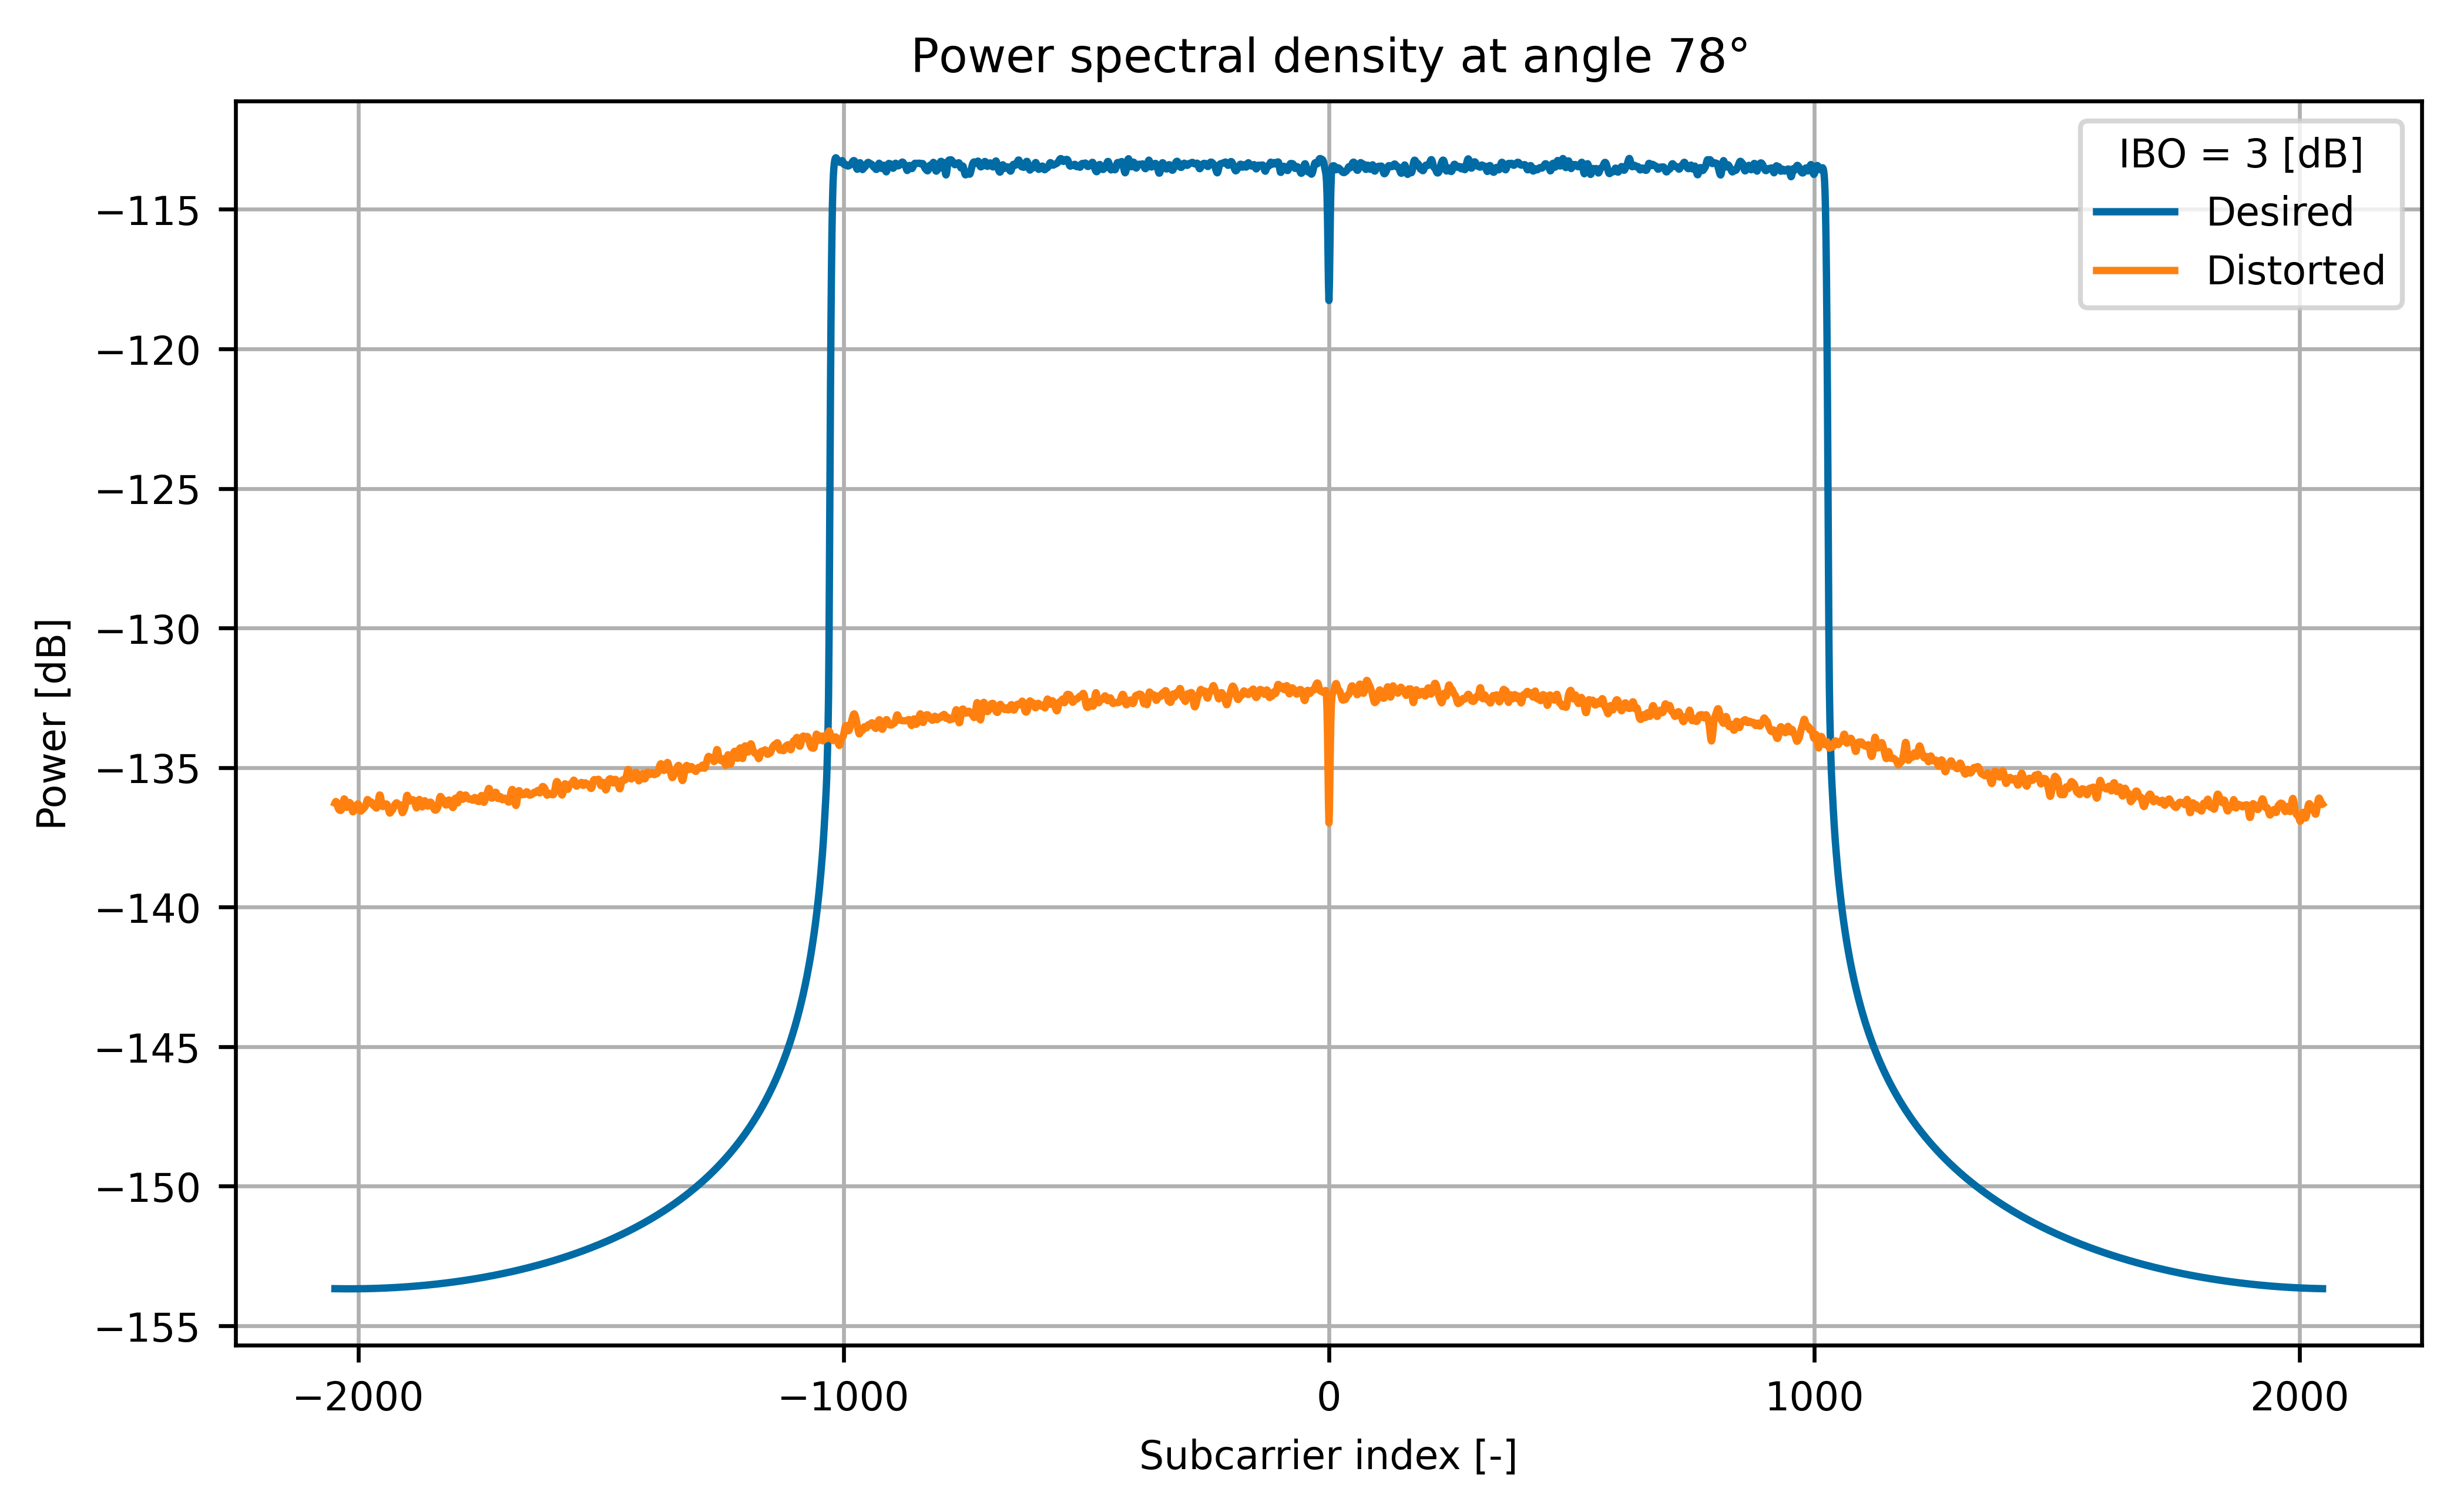 Power spectral density at angle 78°
IBO = 3 [dB]
Desired
Distorted
Power [dB]
−115
−120
−125
−130
−135
−140
−145
−150
−155
−2000
−1000
0
1000
2000
Subcarrier index [-]